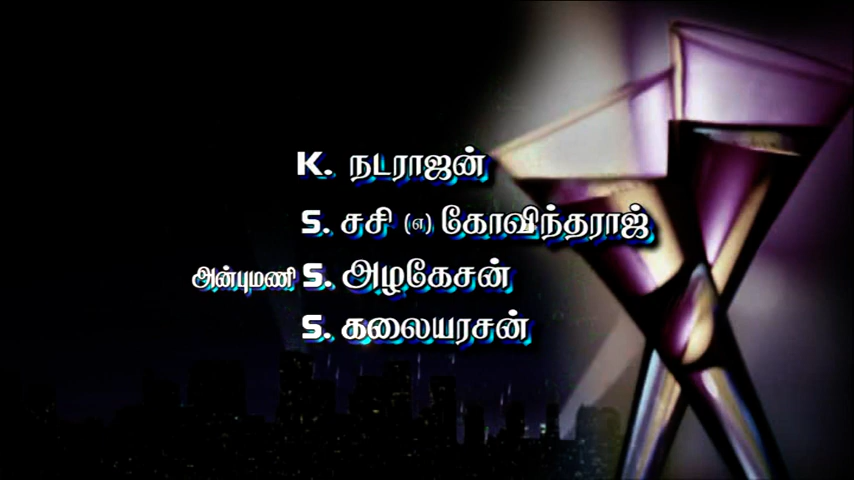 K. நடராஜன்
S. சசி (எ) கோவிந்தராஜ்
அன்புமணி S. அழகேசன்
S. கலையரசன்